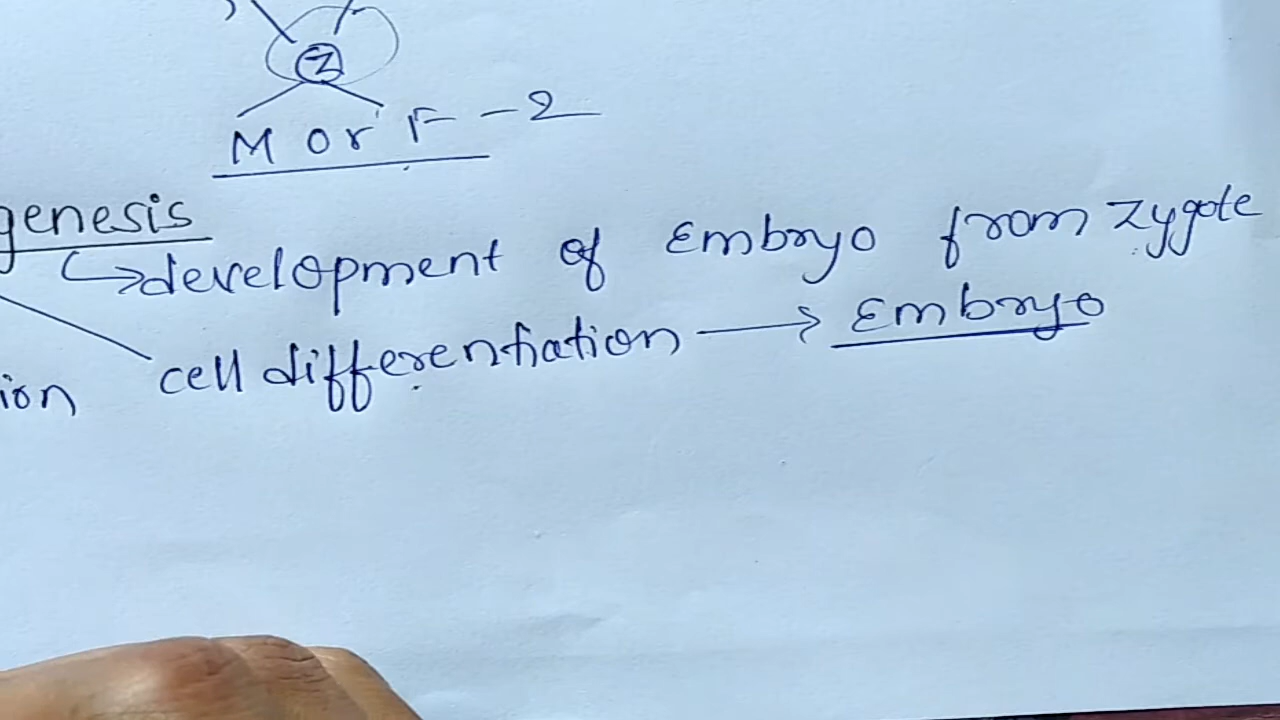 Z
M or F - 2
genesis
↳ development of Embryo from zygote
cell differentiation → Embryo
ion